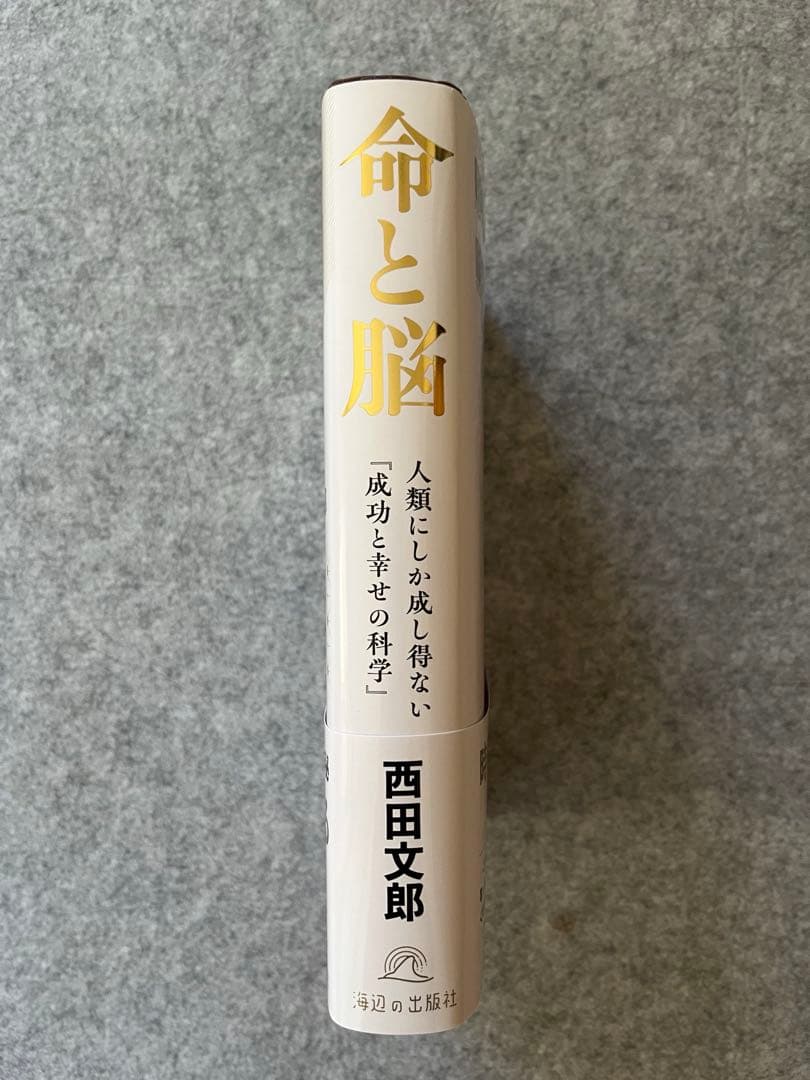 命と脳
人類にしか成し得ない
『成功と幸せの科学』
西田文郎
海辺の出版社